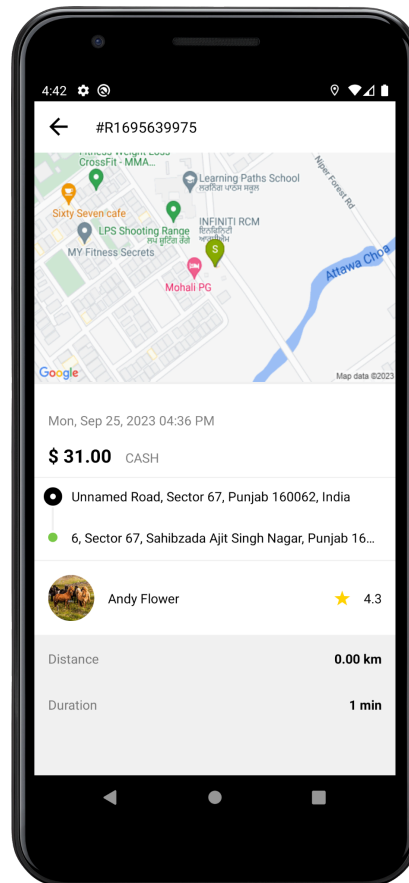 4:42
#R1695639975
Fitness Weight Loss
CrossFit - MMA...
Learning Paths School
ਲਰਨਿੰਗ ਪਾਥਸ ਸਕੂਲ
Niper Forest Rd
Sixty Seven cafe
LPS Shooting Range
INFINITI RCM
ਇਨਫਿਨਿਟੀ
MY Fitness Secrets
S
Attawa Choa
Mohali PG
Google
Map data ©2023
Mon, Sep 25, 2023 04:36 PM
$ 31.00 CASH
Unnamed Road, Sector 67, Punjab 160062, India
6, Sector 67, Sahibzada Ajit Singh Nagar, Punjab 16...
Andy Flower 4.3
Distance 0.00 km
Duration 1 min